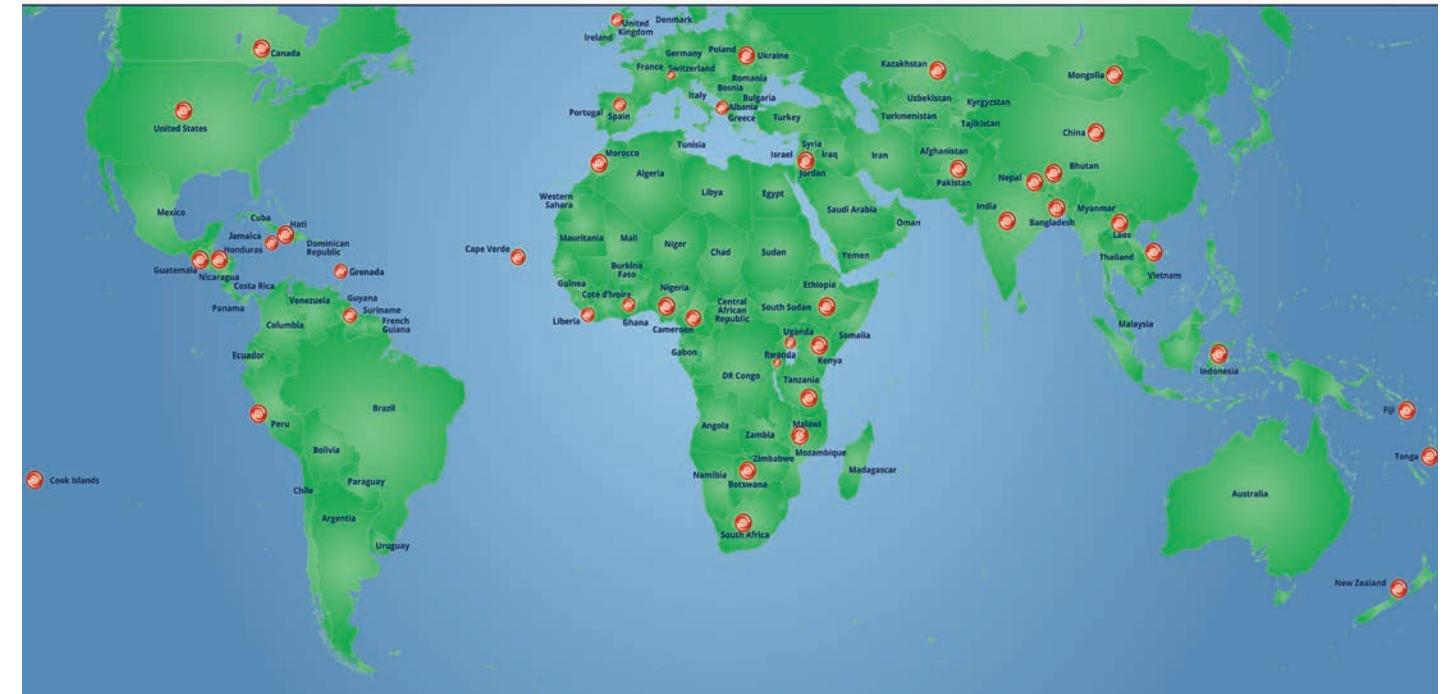 Canada
United States
Mexico
Cuba
Hati
Jamaica
Dominican
Republic
Honduras
Guatemala
Nicaragua
Grenada
Costa Rica
Panama
Venezuela
Guyana
Suriname
French
Guiana
Columbia
Ecuador
Peru
Brazil
Bolivia
Paraguay
Chile
Argentia
Uruguay
Cook Islands
Ireland
United
Kingdom
Denmark
Germany
Poland
Ukraine
France
Switzerland
Romania
Bosnia
Italy
Bulgaria
Albania
Greece
Turkey
Portugal
Spain
Kazakhstan
Mongolia
Uzbekistan
Kyrgyzstan
Turkmenistan
Tajikistan
China
Tunisia
Syria
Israel
Iraq
Jordan
Iran
Afghanistan
Pakistan
Nepal
Bhutan
Morocco
Algeria
Libya
Egypt
Western
Sahara
Saudi Arabia
Oman
Yemen
India
Bangladesh
Myanmar
Laos
Thailand
Vietnam
Cape Verde
Mauritania
Mali
Niger
Chad
Sudan
Burkina
Faso
Guinea
Cote d'Ivoire
Nigeria
Ethiopia
Liberia
Ghana
Cameroon
Central
African
Republic
South Sudan
Somalia
Uganda
Kenya
Gabon
Rwanda
DR Congo
Tanzania
Malaysia
Indonesia
Angola
Zambia
Malawi
Mozambique
Zimbabwe
Namibia
Botswana
Madagascar
South Africa
Fiji
Tonga
Australia
New Zealand